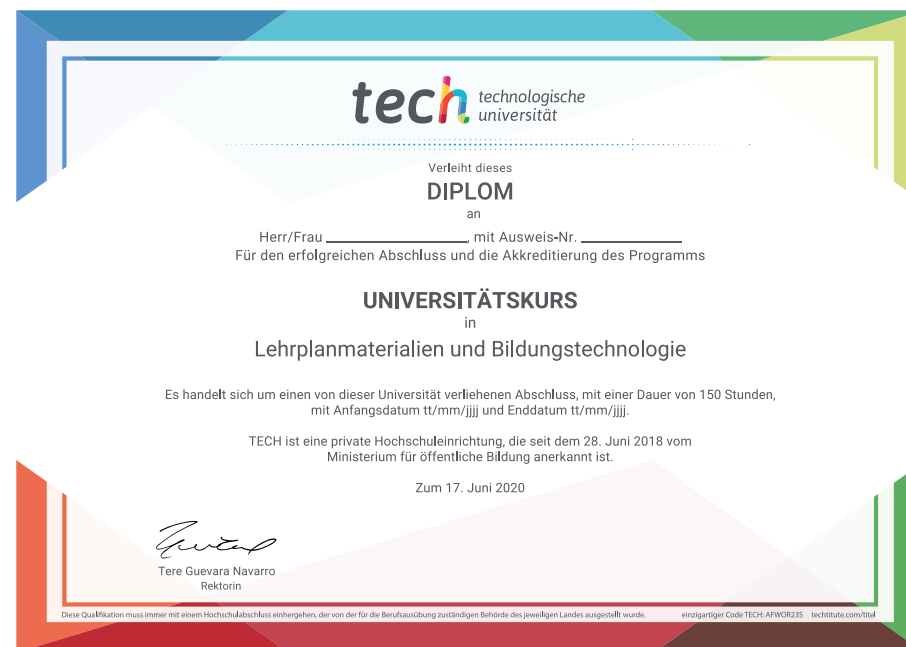 tech technologische
universität
Verleiht dieses
DIPLOM
an
Herr/Frau ____________, mit Ausweis-Nr. ____________
Für den erfolgreichen Abschluss und die Akkreditierung des Programms
UNIVERSITÄTSKURS
in
Lehrplanmaterialien und Bildungstechnologie
Es handelt sich um einen von dieser Universität verliehenen Abschluss, mit einer Dauer von 150 Stunden,
mit Anfangsdatum tt/mm/jjjj und Enddatum tt/mm/jjjj.
TECH ist eine private Hochschuleinrichtung, die seit dem 28. Juni 2018 vom
Ministerium für öffentliche Bildung anerkannt ist.
Zum 17. Juni 2020
Tere Guevara Navarro
Rektorin
Diese Qualifikation muss immer mit einem Hochschulabschluss einhergehen, der von der für die Berufsausübung zuständigen Behörde des jeweiligen Landes ausgestellt wurde. einzigartiger Code TECH: AFWOR23S techtitute.com/titel